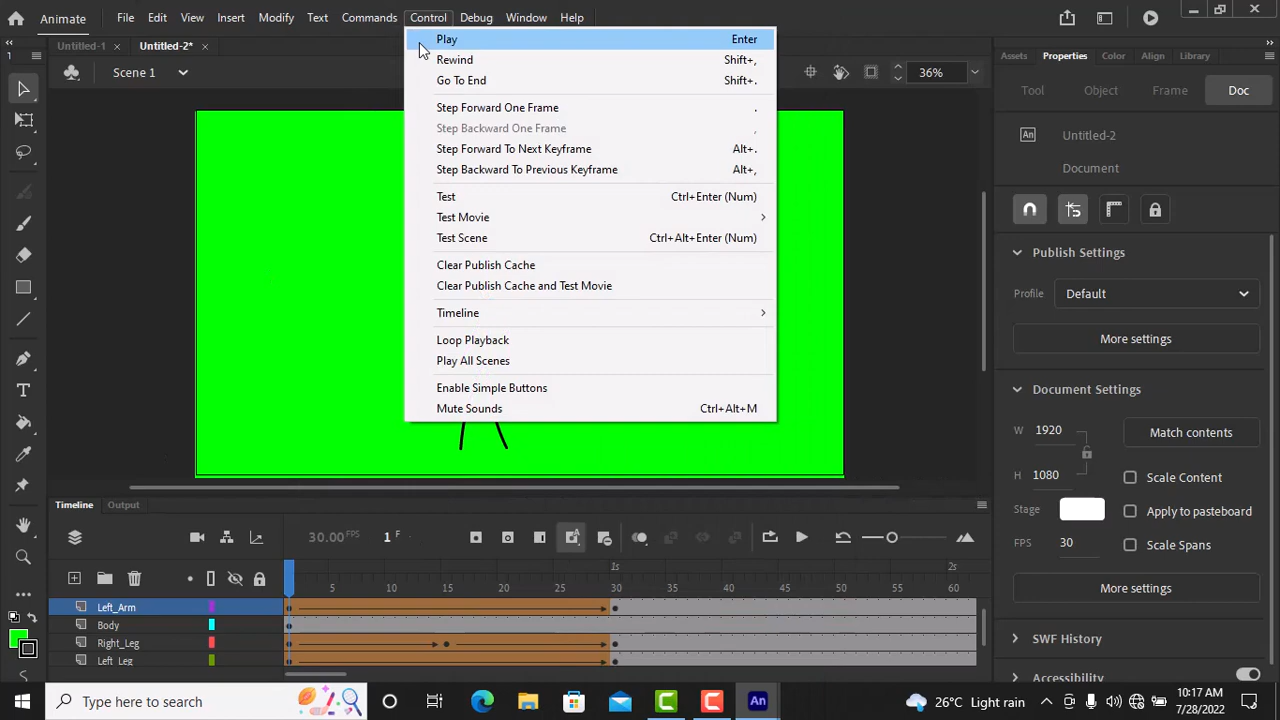 Animate File Edit View Insert Modify Text Commands Control Debug Window Help
Untitled-1 × Untitled-2* ×
Scene 1 36%
Play Enter
Rewind Shift+,
Go To End Shift+.
Step Forward One Frame .
Step Backward One Frame ,
Step Forward To Next Keyframe Alt+.
Step Backward To Previous Keyframe Alt+,
Test Ctrl+Enter (Num)
Test Movie
Test Scene Ctrl+Alt+Enter (Num)
Clear Publish Cache
Clear Publish Cache and Test Movie
Timeline
Loop Playback
Play All Scenes
Enable Simple Buttons
Mute Sounds Ctrl+Alt+M
Assets Properties Color Align Library
Tool Object Frame Doc
An Untitled-2
Document
Publish Settings
Profile Default
More settings
Document Settings
W 1920 Match contents
H 1080 Scale Content
Stage Apply to pasteboard
FPS 30 Scale Spans
More settings
SWF History
Accessibility
Timeline Output
30.00 FPS 1 F
1s 2s
5 10 15 20 25 30 35 40 45 50 55 60
Left_Arm
Body
Right_Leg
Left_Leg
Type here to search An 26°C Light rain 10:17 AM
7/28/2022